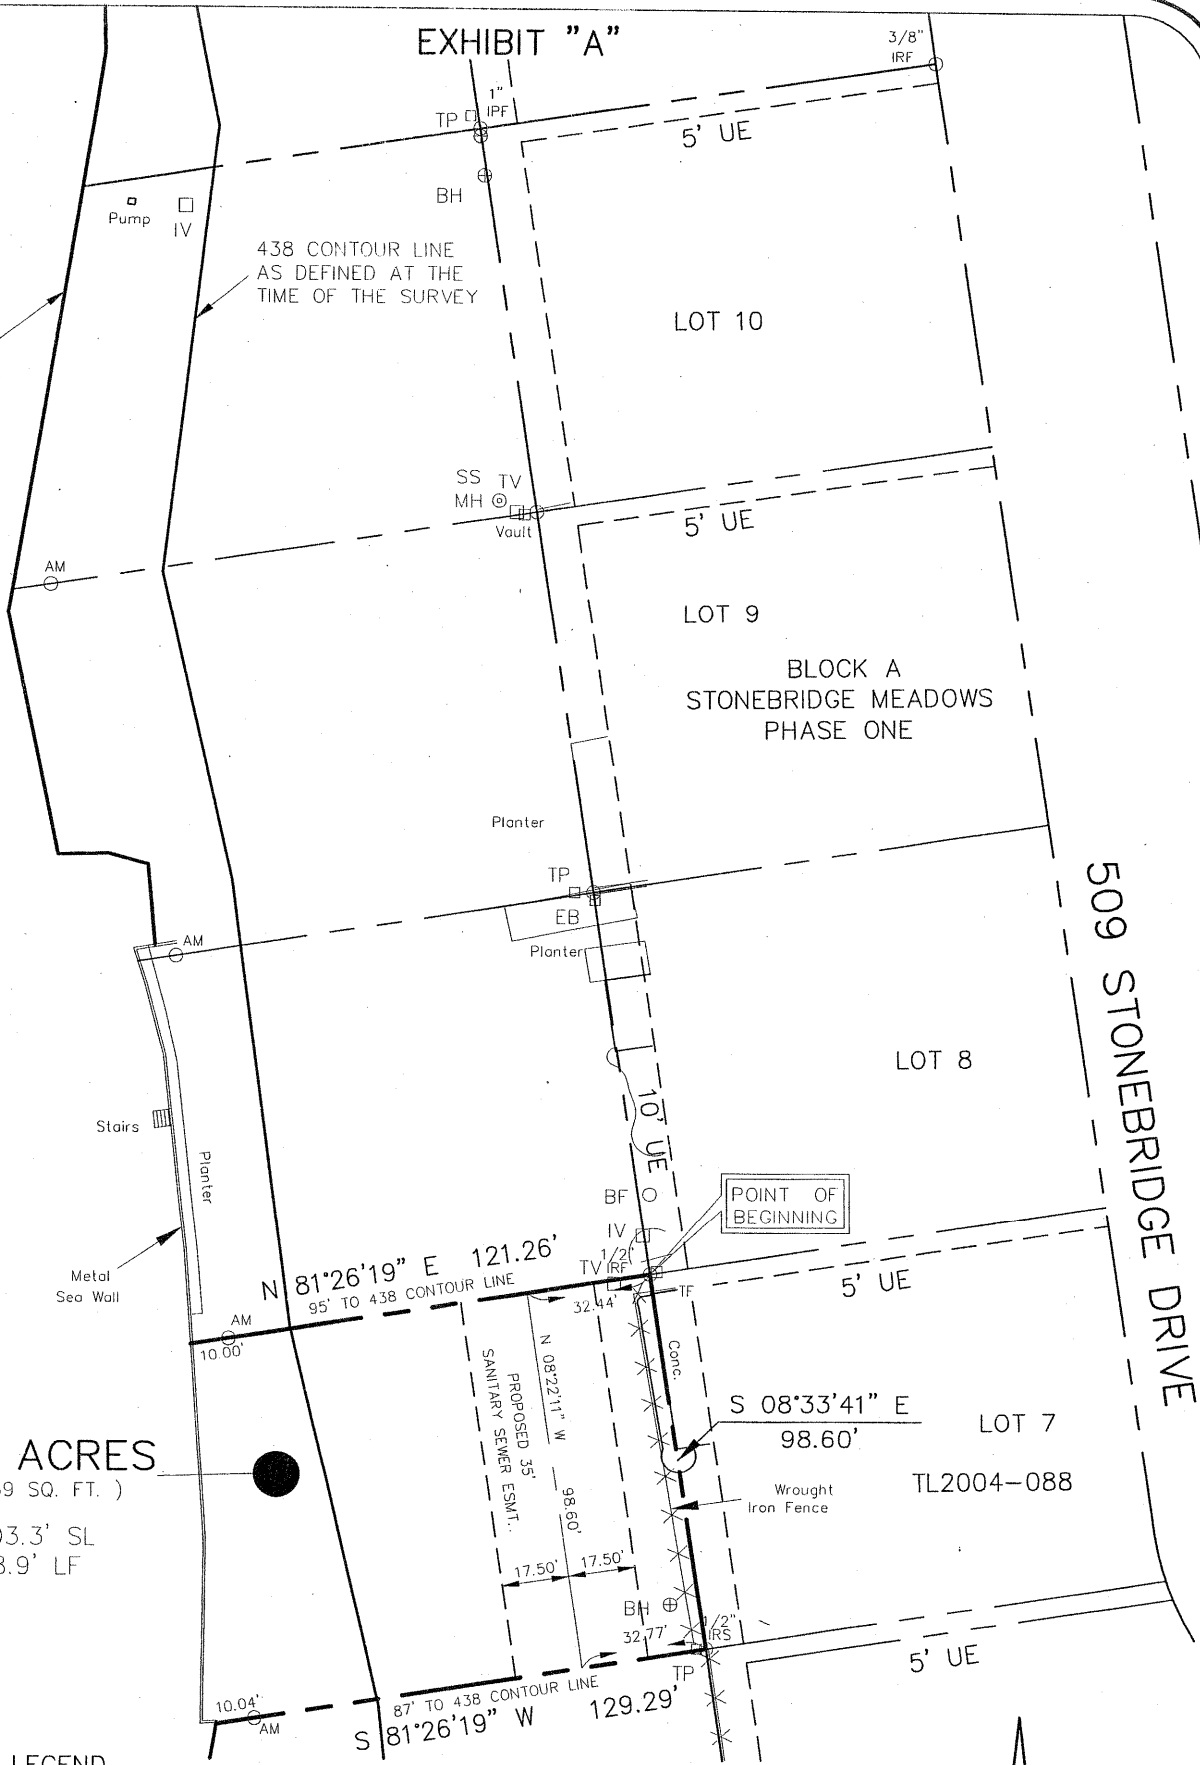 EXHIBIT "A"
3/8"
IRF
1"
IPF
TP
5' UE
BH
Pump
IV
438 CONTOUR LINE
AS DEFINED AT THE
TIME OF THE SURVEY
LOT 10
SS
MH
TV
Vault
5' UE
AM
LOT 9
BLOCK A
STONEBRIDGE MEADOWS
PHASE ONE
Planter
TP
EB
Planter
AM
509 STONEBRIDGE DRIVE
LOT 8
10' UE
Stairs
Planter
BF
IV
POINT OF
BEGINNING
Metal
Sea Wall
N 81°26'19" E 121.26'
95' TO 438 CONTOUR LINE
TV
1/2"
IRF
32.44'
TF
5' UE
AM
10.00'
Conc.
N 08°22'11" W 98.60'
PROPOSED 35'
SANITARY SEWER ESMT.
S 08°33'41" E
98.60'
LOT 7
TL2004-088
ACRES
9 SQ. FT. )
3.3' SL
.9' LF
Wrought
Iron Fence
17.50'
17.50'
BH
1/2"
IRS
32.77'
TP
5' UE
10.04'
AM
87' TO 438 CONTOUR LINE
S 81°26'19" W 129.29'
LEGEND